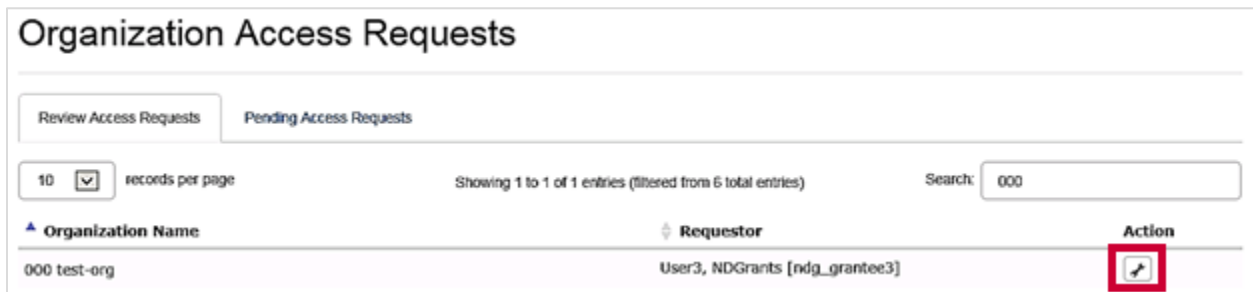 Organization Access Requests
Review Access Requests Pending Access Requests
10 records per page Showing 1 to 1 of 1 entries (filtered from 6 total entries) Search: 000
Organization Name Requestor Action
000 test-org User3, NDGrants [ndg_grantee3]